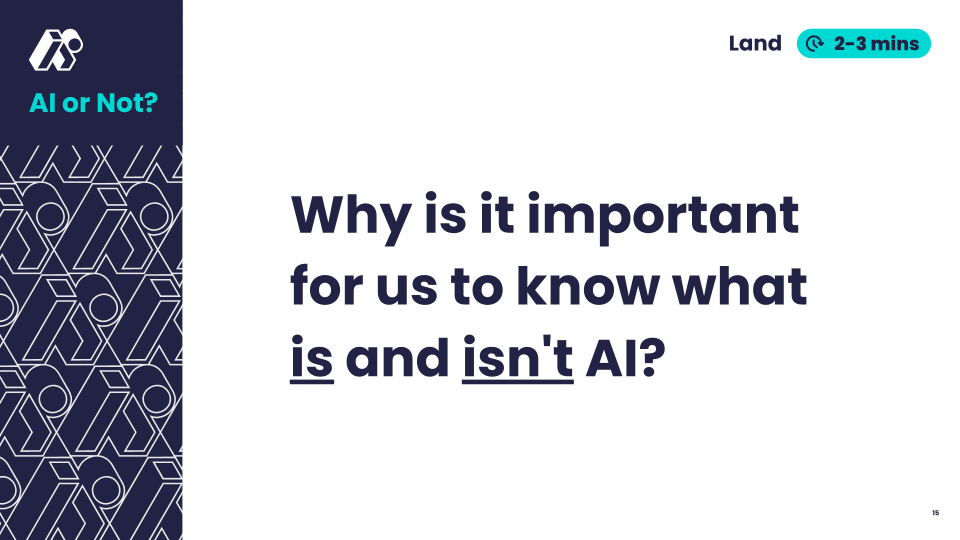 AI or Not?
Land
2-3 mins
Why is it important
for us to know what
is and isn't AI?
15